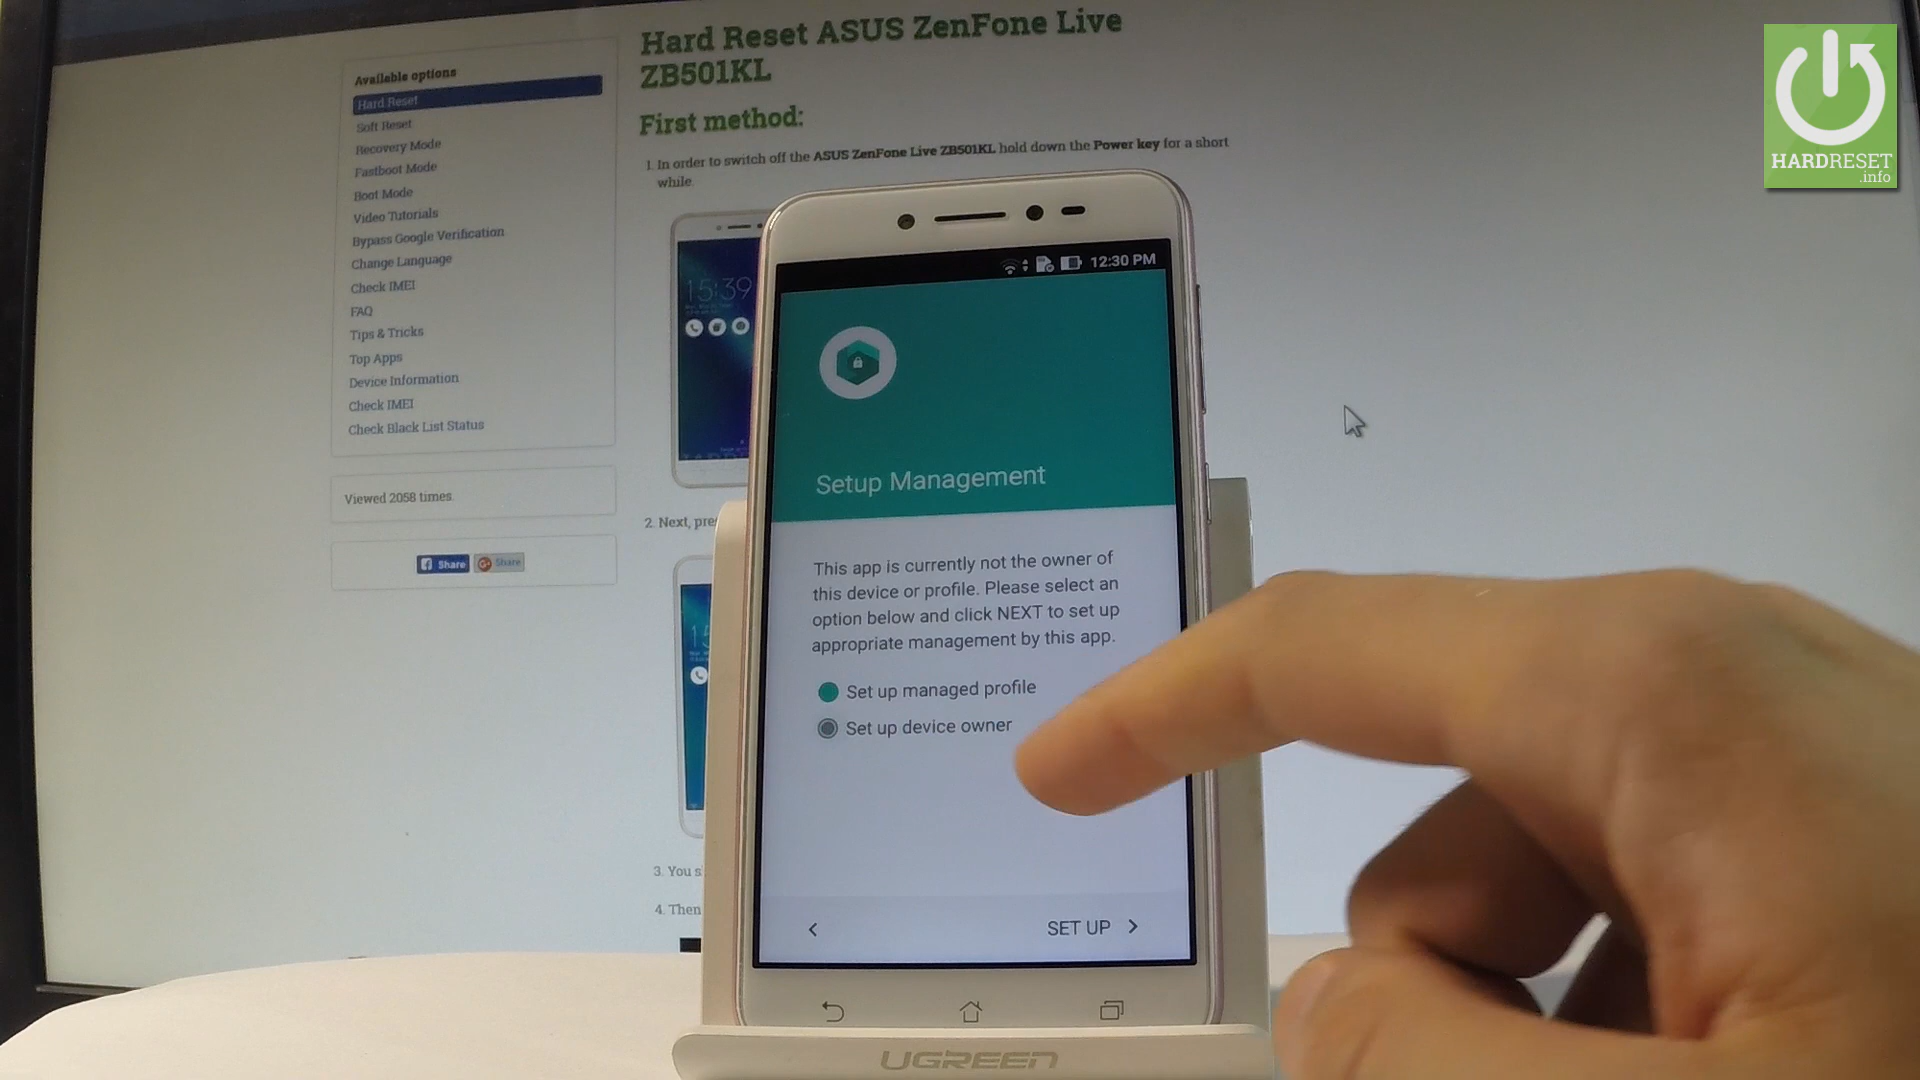 Hard Reset ASUS ZenFone Live
ZB501KL
First method:
1. In order to switch off the ASUS ZenFone Live ZB501KL hold down the Power key for a short
while.
Available options
Hard Reset
Soft Reset
Recovery Mode
Fastboot Mode
Boot Mode
Video Tutorials
Bypass Google Verification
Change Language
Check IMEI
FAQ
Tips & Tricks
Top Apps
Device Information
Check IMEI
Check Black List Status
Viewed 2058 times.
Share
Share
15:39
2. Next, pre
3. You s
4. Then
12:30 PM
Setup Management
This app is currently not the owner of
this device or profile. Please select an
option below and click NEXT to set up
appropriate management by this app.
Set up managed profile
Set up device owner
SET UP
UGREEN
HARDRESET
.info